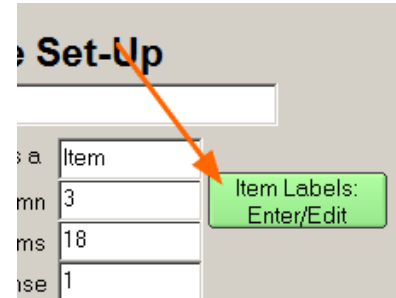 e Set-Up
s a Item
mn 3
ms 18
nse 1
Item Labels:
Enter/Edit